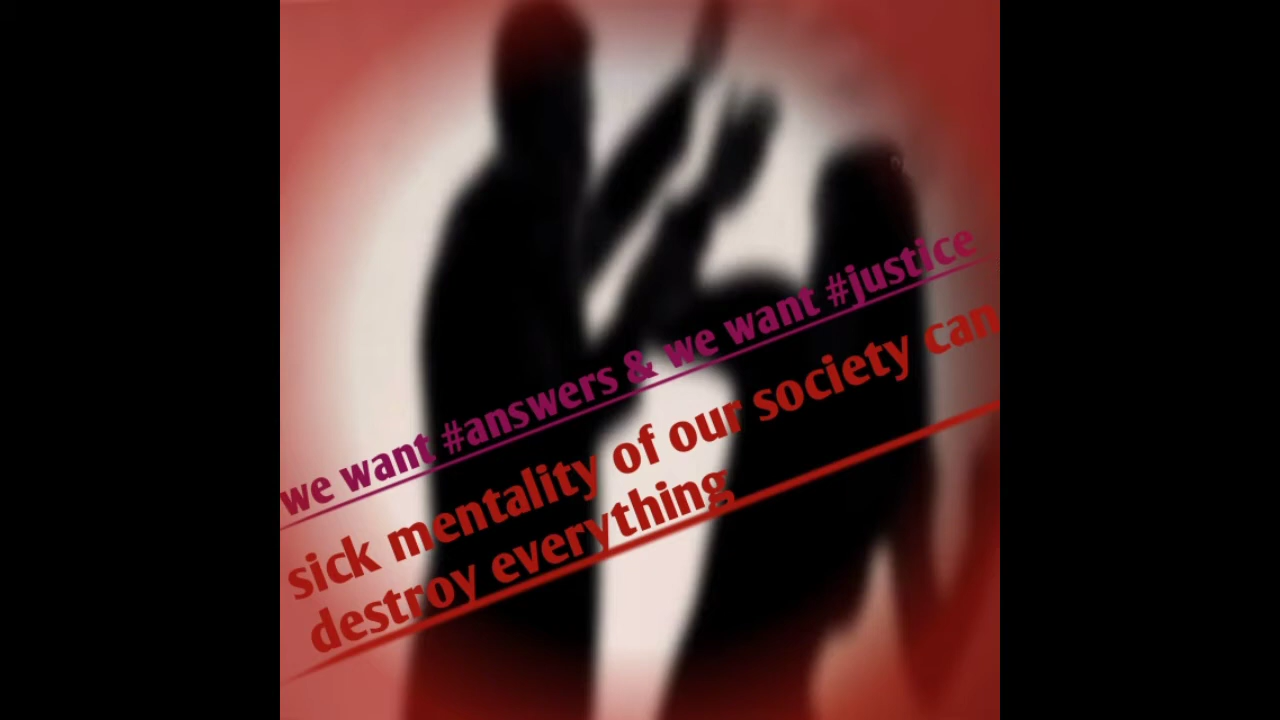 we want #answers & we want #justice
sick mentality of our society can
destroy everything